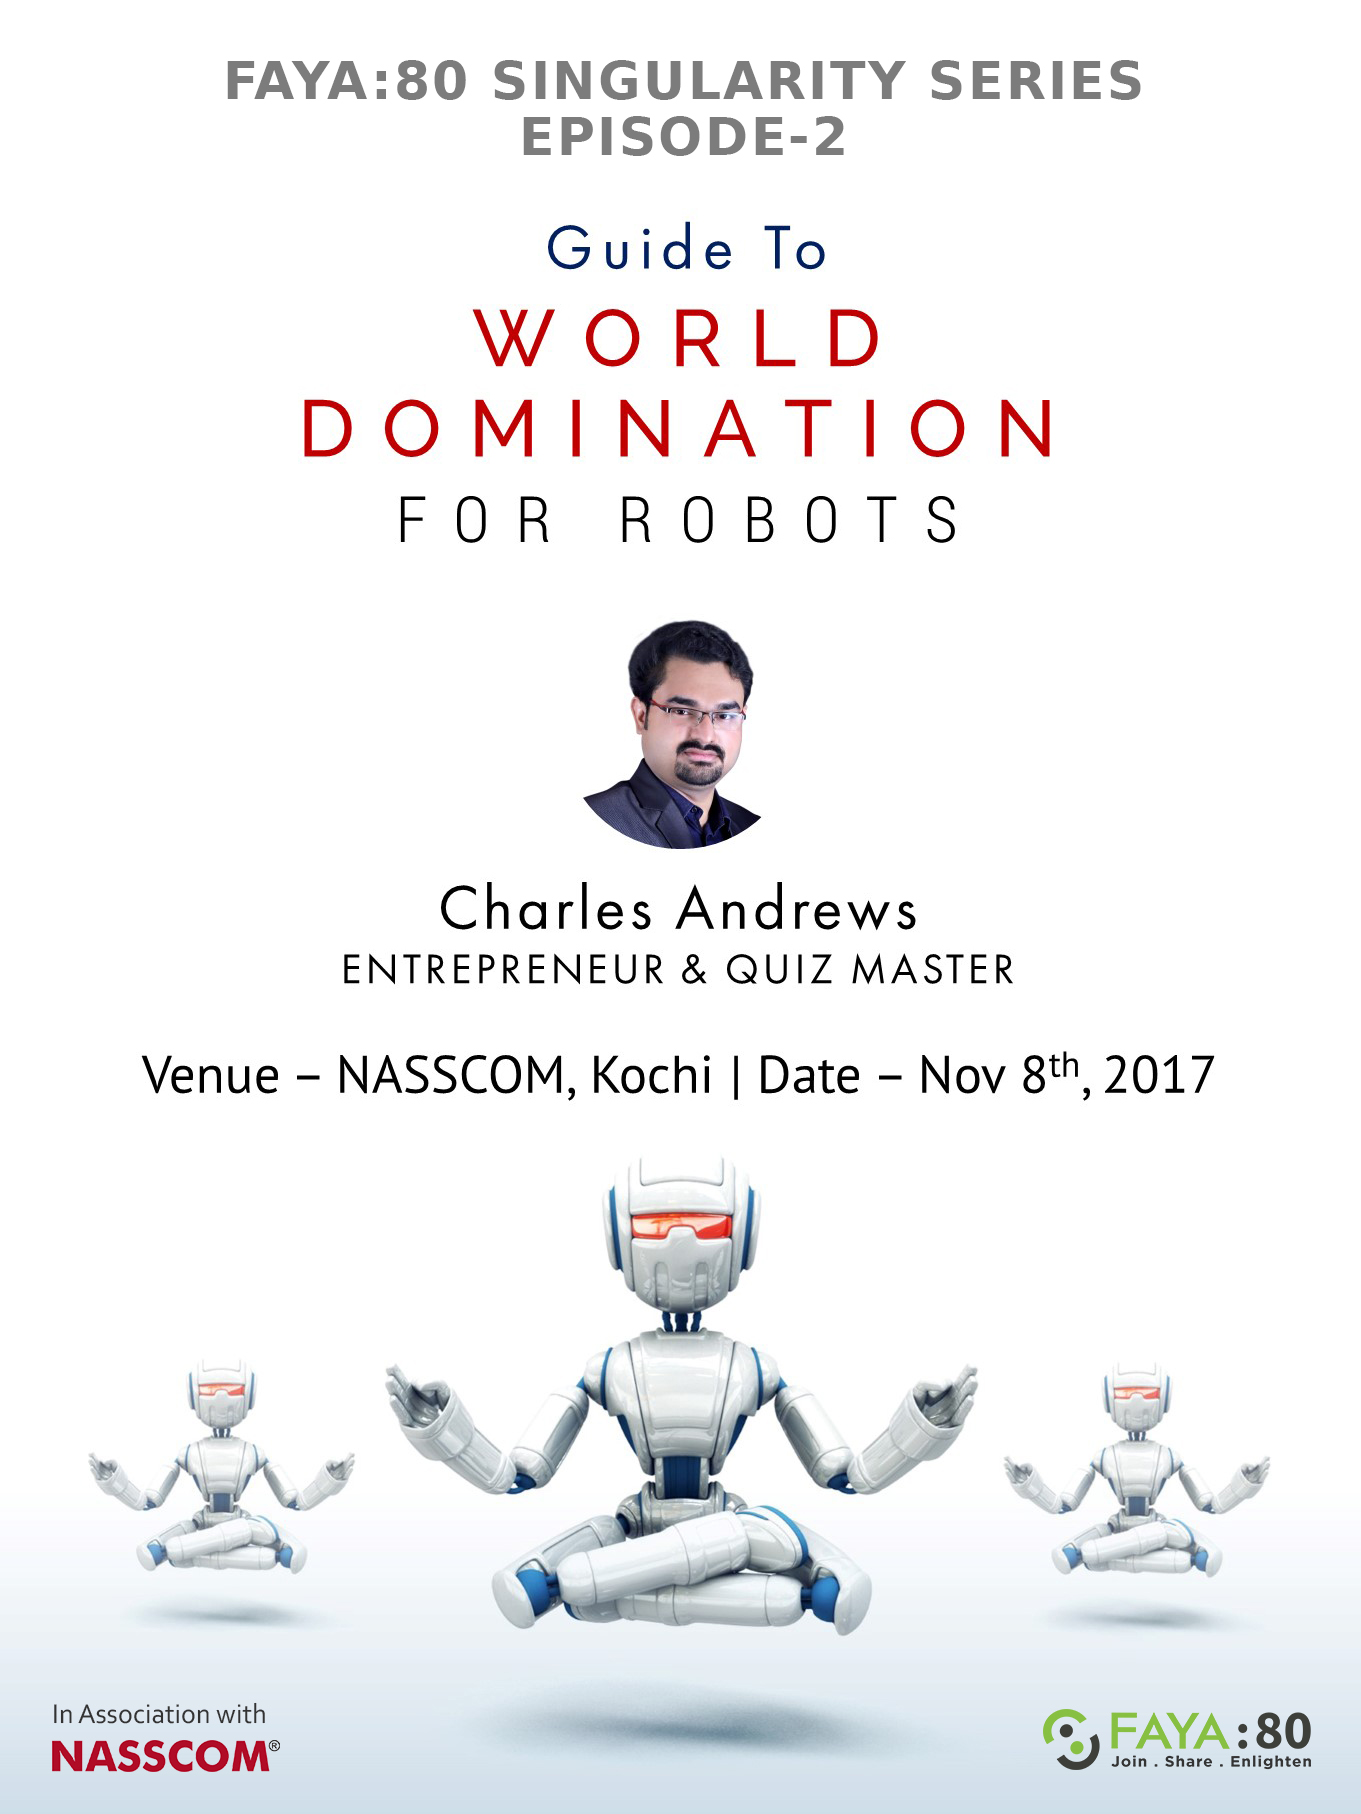 FAYA:80 SINGULARITY SERIES
EPISODE-2
Guide To
WORLD
DOMINATION
FOR ROBOTS
Charles Andrews
ENTREPRENEUR & QUIZ MASTER
Venue – NASSCOM, Kochi | Date – Nov 8th, 2017
In Association with
NASSCOM®
FAYA:80
Join . Share . Enlighten